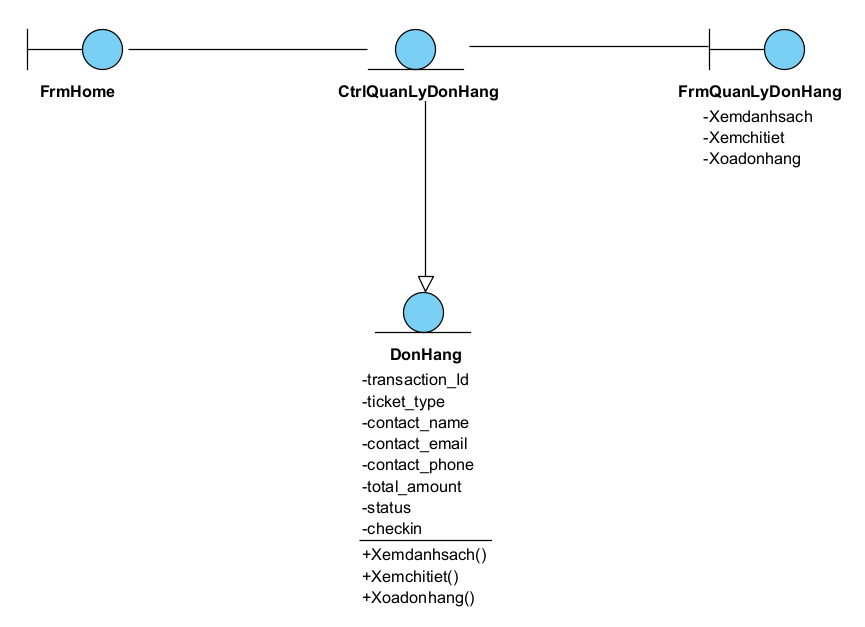 FrmHome
CtrlQuanLyDonHang
FrmQuanLyDonHang
-Xemdanhsach
-Xemchitiet
-Xoadonhang
DonHang
-transaction_Id
-ticket_type
-contact_name
-contact_email
-contact_phone
-total_amount
-status
-checkin
+Xemdanhsach()
+Xemchitiet()
+Xoadonhang()